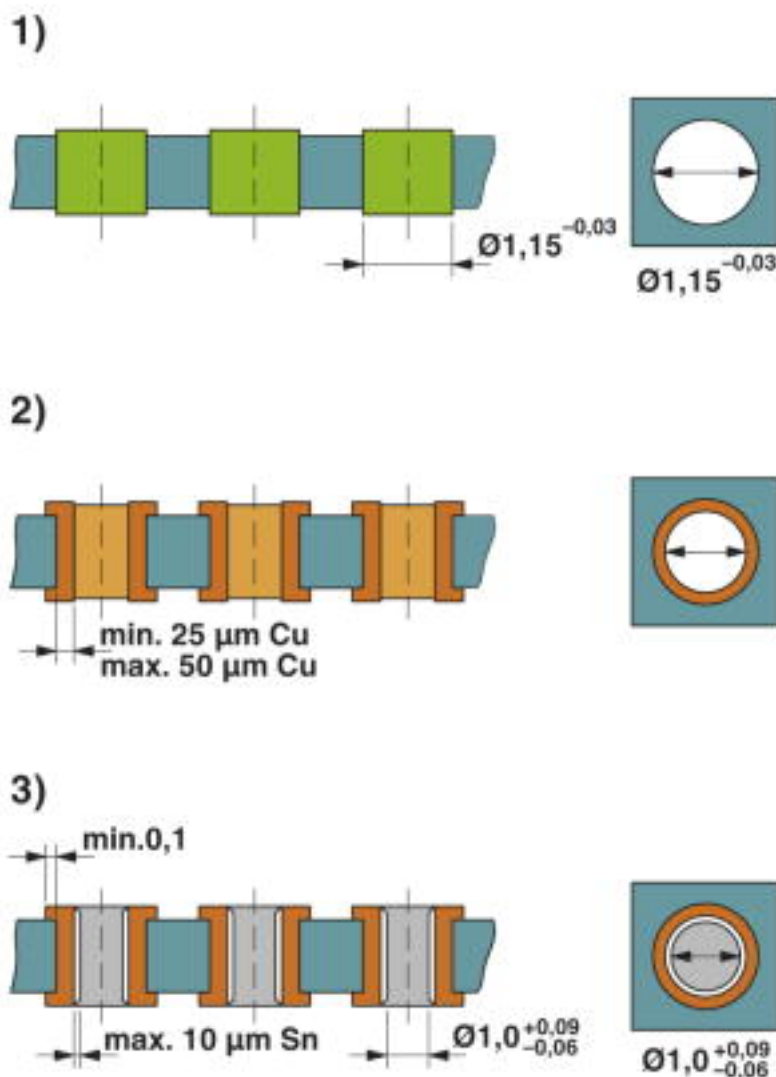 1)
Ø1,15 −0,03
Ø1,15 −0,03
2)
min. 25 µm Cu
max. 50 µm Cu
3)
min.0,1
max. 10 µm Sn
Ø1,0 +0,09 −0,06
Ø1,0 +0,09 −0,06